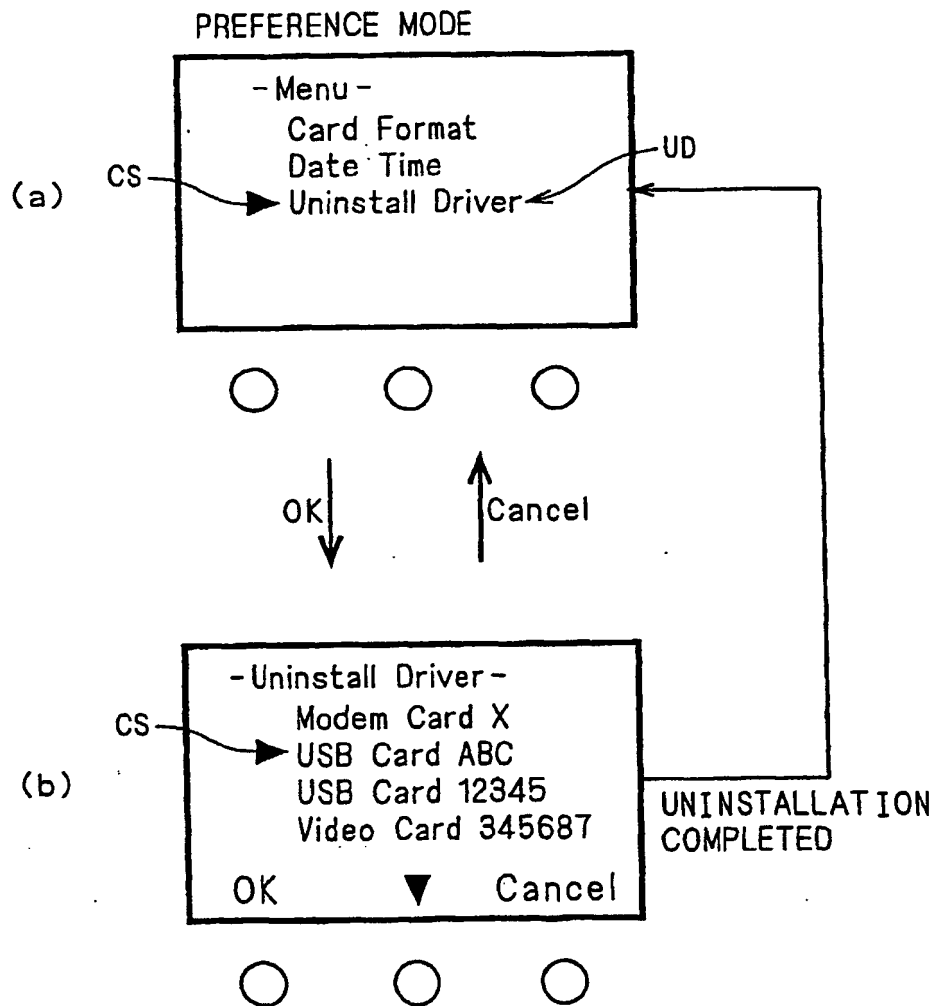 PREFERENCE MODE
-Menu-
Card Format
Date Time
Uninstall Driver
CS
UD
(a)
OK
Cancel
-Uninstall Driver-
Modem Card X
USB Card ABC
USB Card 12345
Video Card 345687
OK ▼ Cancel
CS
(b)
UNINSTALLATION
COMPLETED